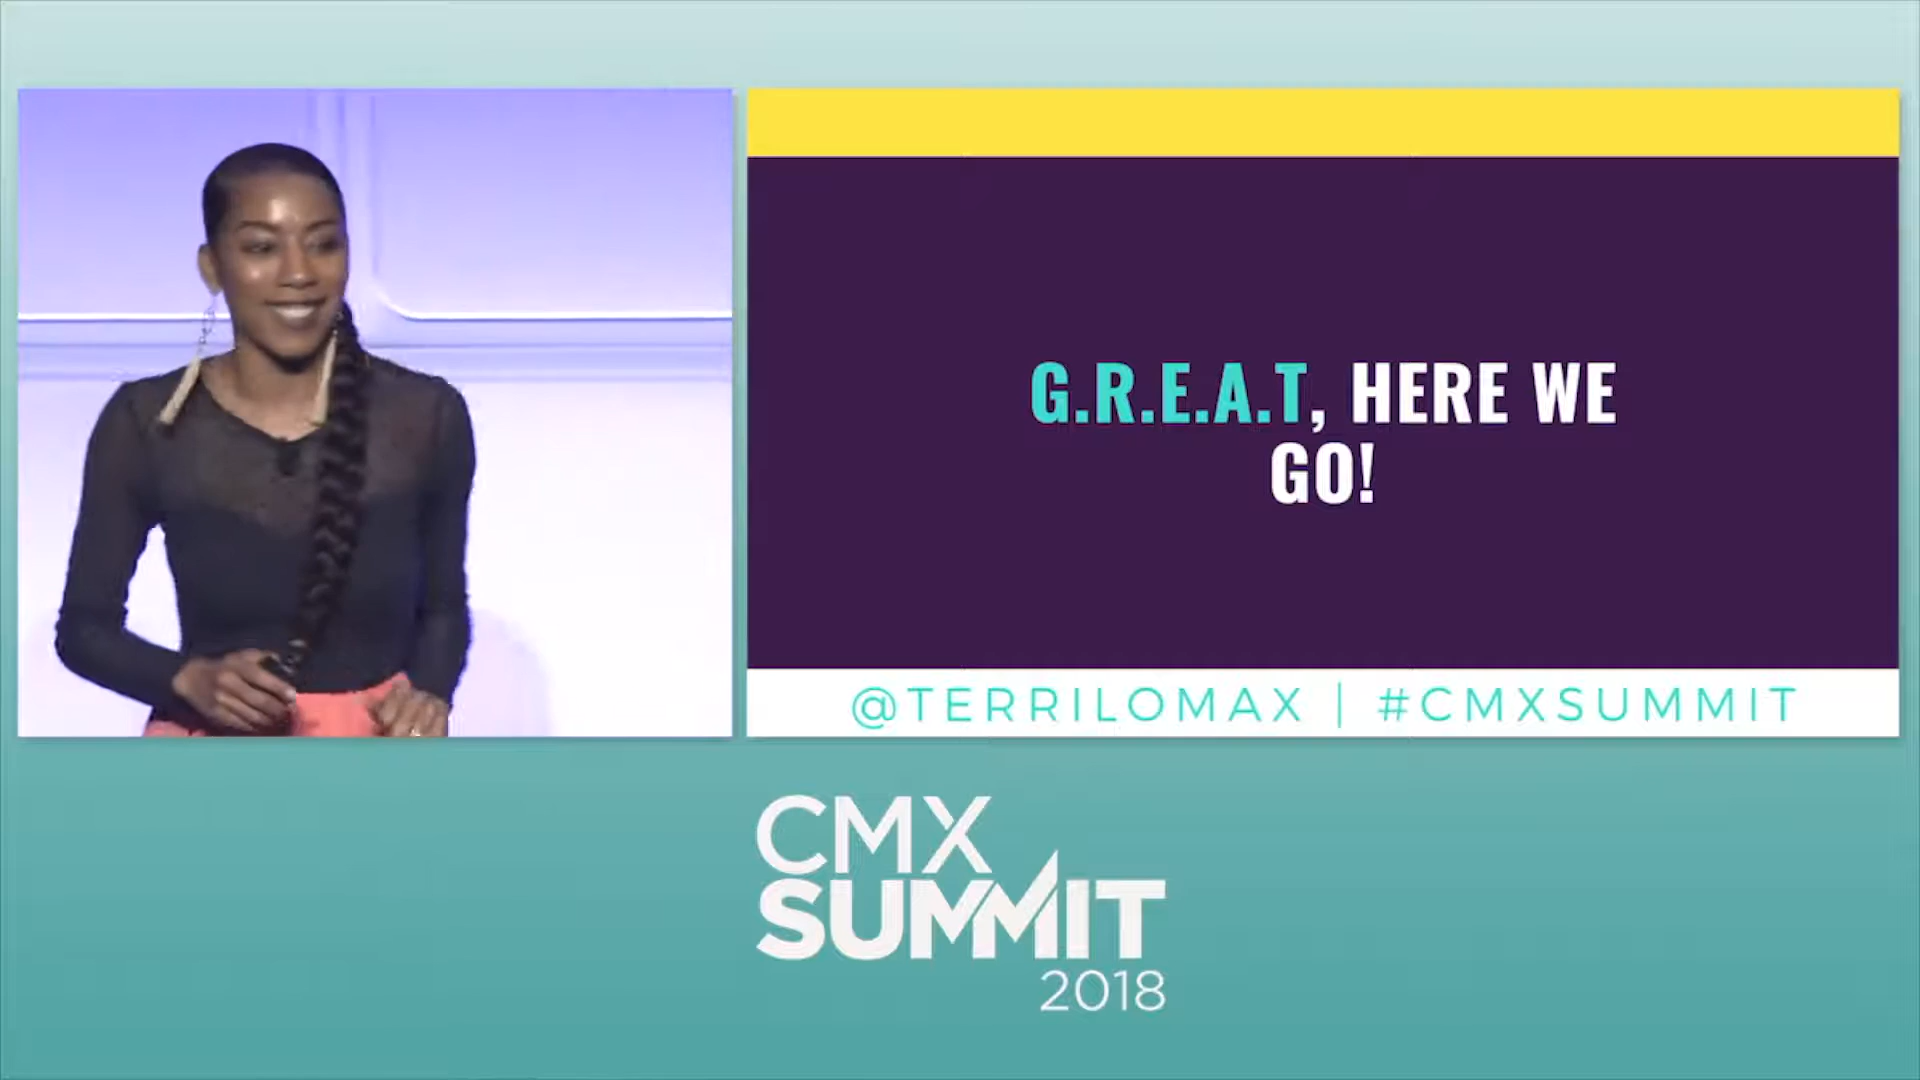 G.R.E.A.T, HERE WE
GO!
@TERRILOMAX | #CMXSUMMIT
CMX
SUMMIT
2018